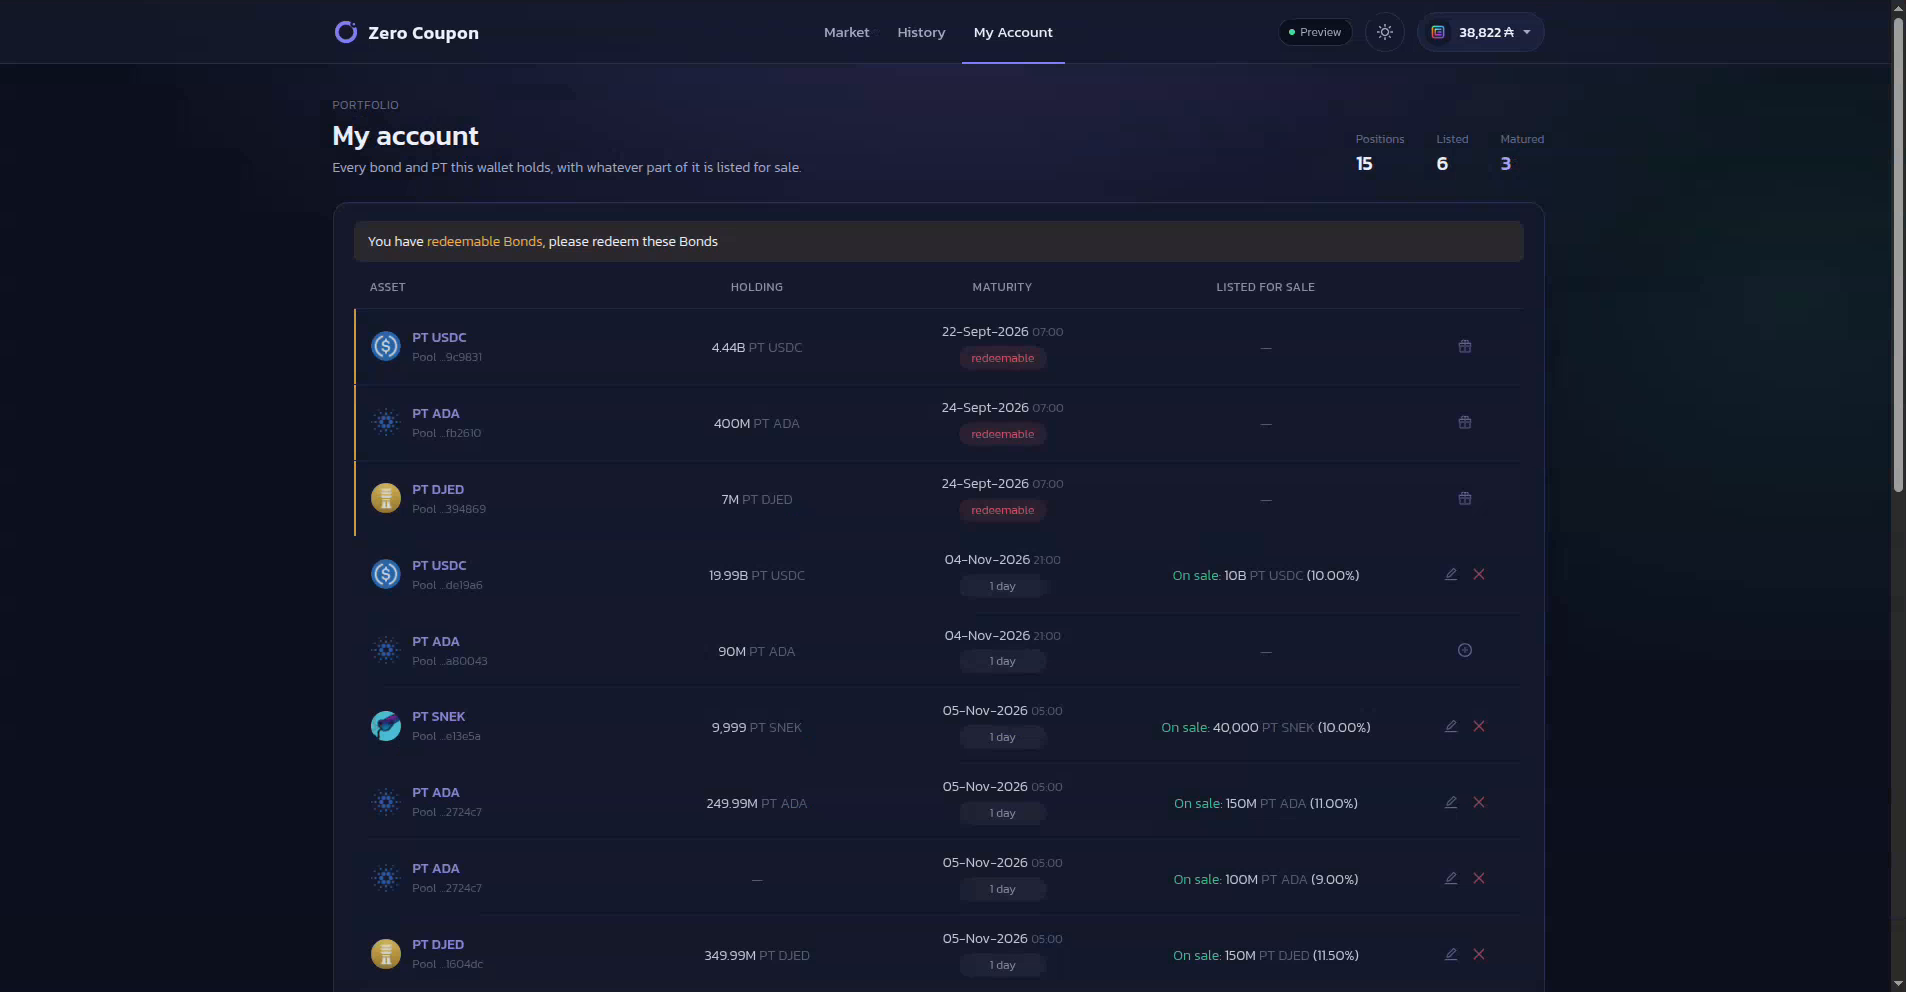 Zero Coupon
Market
History
My Account
Preview
38,822 ₳
PORTFOLIO
My account
Every bond and PT this wallet holds, with whatever part of it is listed for sale.
Positions
15
Listed
6
Matured
3
You have redeemable Bonds, please redeem these Bonds
ASSET HOLDING MATURITY LISTED FOR SALE
PT USDC
Pool ...9c9831
4.44B PT USDC
22-Sept-2026 07:00
redeemable
—
PT ADA
Pool ...fb2610
400M PT ADA
24-Sept-2026 07:00
redeemable
—
PT DJED
Pool ...394869
7M PT DJED
24-Sept-2026 07:00
redeemable
—
PT USDC
Pool ...de19a6
19.99B PT USDC
04-Nov-2026 21:00
1 day
On sale: 10B PT USDC (10.00%)
PT ADA
Pool ...a80043
90M PT ADA
04-Nov-2026 21:00
1 day
—
PT SNEK
Pool ...e13e5a
9,999 PT SNEK
05-Nov-2026 05:00
1 day
On sale: 40,000 PT SNEK (10.00%)
PT ADA
Pool ...2724c7
249.99M PT ADA
05-Nov-2026 05:00
1 day
On sale: 150M PT ADA (11.00%)
PT ADA
Pool ...2724c7
—
05-Nov-2026 05:00
1 day
On sale: 100M PT ADA (9.00%)
PT DJED
Pool ...1604dc
349.99M PT DJED
05-Nov-2026 05:00
1 day
On sale: 150M PT DJED (11.50%)